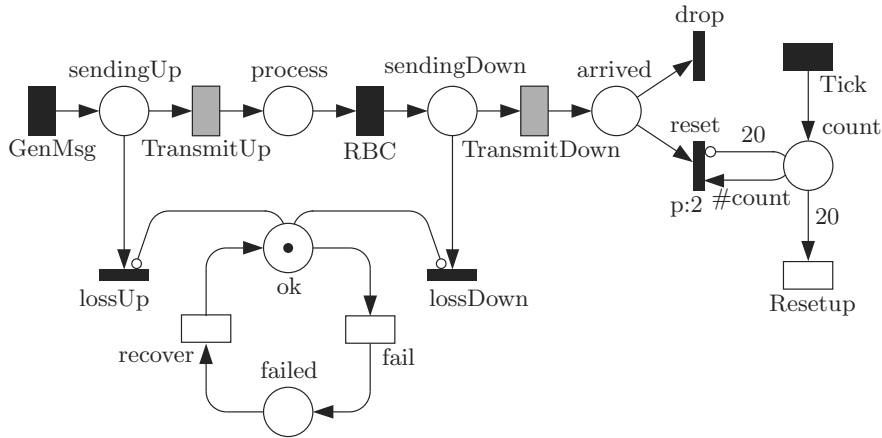 drop
sendingUp
process
sendingDown
arrived
Tick
GenMsg
TransmitUp
RBC
TransmitDown
reset
20
count
p:2
#count
20
lossUp
ok
lossDown
Resetup
recover
fail
failed